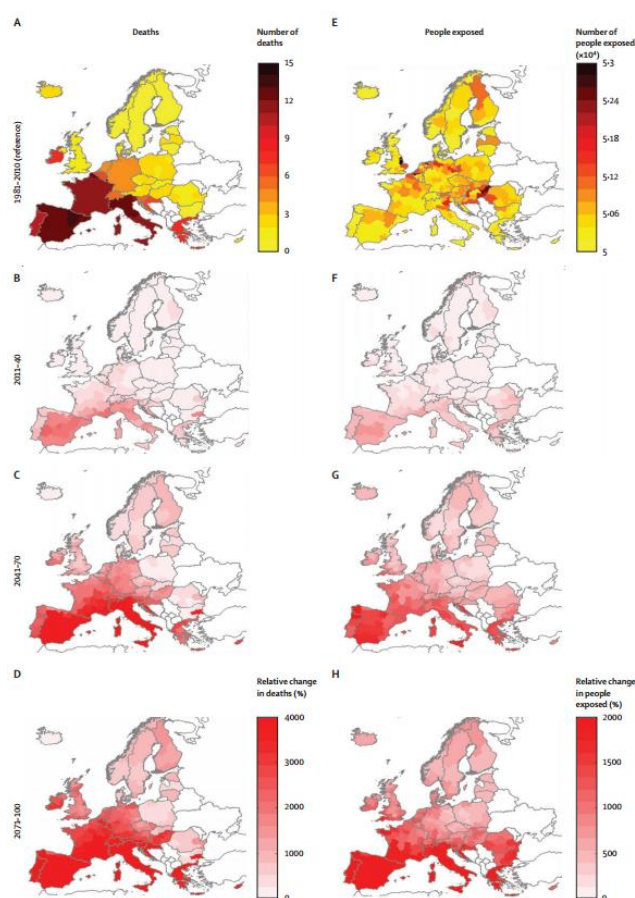 A
Deaths
Number of
deaths
15
12
9
6
3
0
1981–2010 (reference)
E
People exposed
Number of
people exposed
(×10⁴)
5·3
5·24
5·18
5·12
5·06
5
B
2011–40
F
C
2041–70
G
D
Relative change
in deaths (%)
4000
3000
2000
1000
0
2071–100
H
Relative change
in people
exposed (%)
2000
1500
1000
500
0